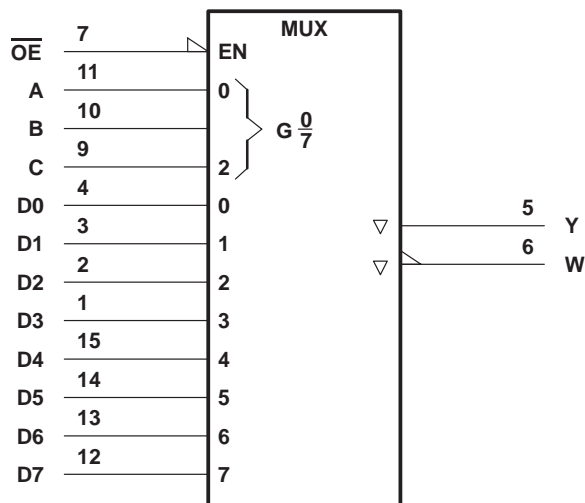 MUX
OE 7 EN
A 11 0
B 10
C 9 2
G 0/7
D0 4 0
D1 3 1
D2 2 2
D3 1 3
D4 15 4
D5 14 5
D6 13 6
D7 12 7
5 Y
6 W